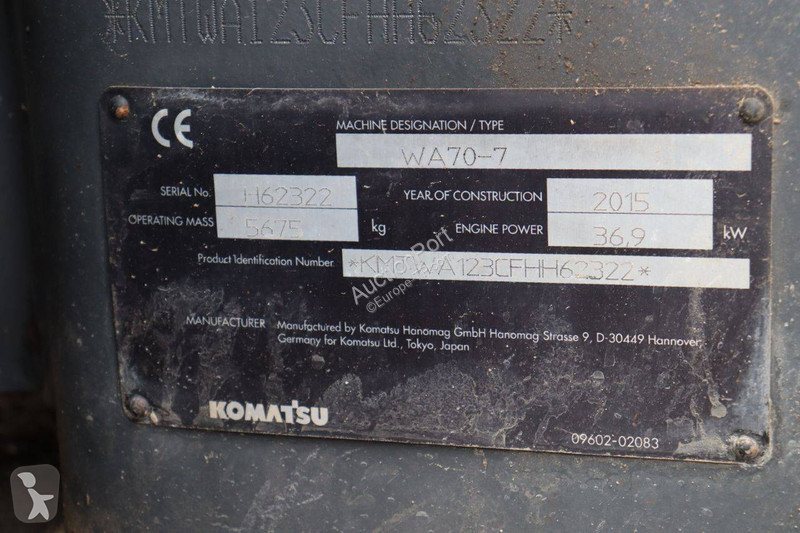 *KMTWA123CFHH62322*
CE
MACHINE DESIGNATION / TYPE
WA70-7
SERIAL No. H62322 YEAR OF CONSTRUCTION 2015
OPERATING MASS 5675 kg ENGINE POWER 36,9 kW
Product Identification Number *KMTWA123CFHH62322*
MANUFACTURER Manufactured by Komatsu Hanomag GmbH Hanomag Strasse 9, D-30449 Hannover,
Germany for Komatsu Ltd., Tokyo, Japan
KOMATSU
09602-02083